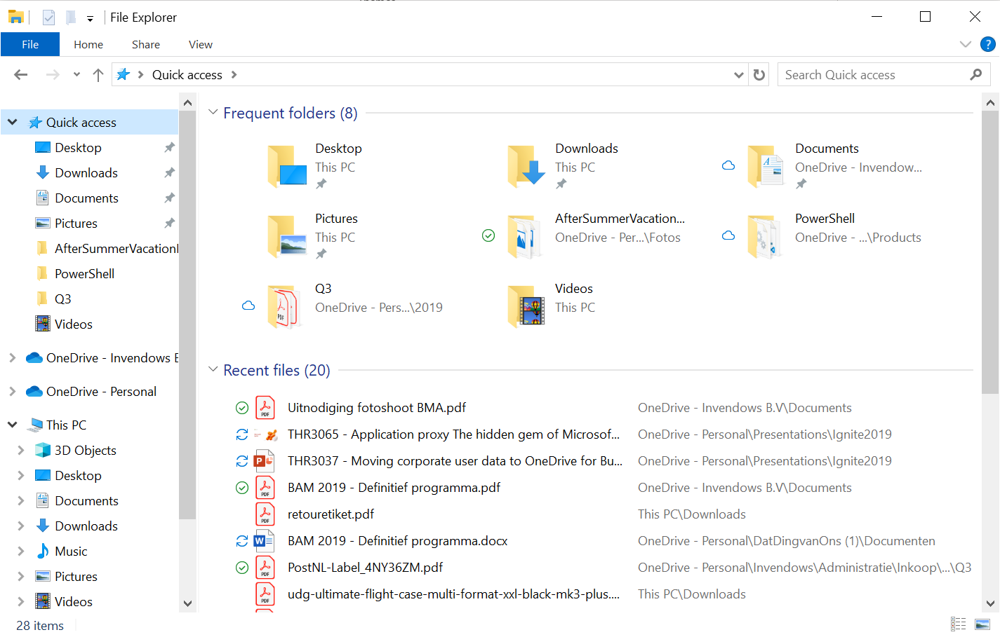 File Explorer
File Home Share View
?
Quick access
Search Quick access
Quick access
Desktop
Downloads
Documents
Pictures
AfterSummerVacation
PowerShell
Q3
Videos
OneDrive - Invendows
OneDrive - Personal
This PC
3D Objects
Desktop
Documents
Downloads
Music
Pictures
Videos
Frequent folders (8)
Desktop
This PC
Downloads
This PC
Documents
OneDrive - Invendow...
Pictures
This PC
AfterSummerVacation...
OneDrive - Per...\Fotos
PowerShell
OneDrive - ...\Products
Q3
OneDrive - Pers...\2019
Videos
This PC
Recent files (20)
Uitnodiging fotoshoot BMA.pdf OneDrive - Invendows B.V\Documents
THR3065 - Application proxy The hidden gem of Microsof... OneDrive - Personal\Presentations\Ignite2019
THR3037 - Moving corporate user data to OneDrive for Bu... OneDrive - Personal\Presentations\Ignite2019
BAM 2019 - Definitief programma.pdf OneDrive - Invendows B.V\Documents
retouretiket.pdf This PC\Downloads
BAM 2019 - Definitief programma.docx OneDrive - Personal\DatDingvanOns (1)\Documenten
PostNL-Label_4NY36ZM.pdf OneDrive - Personal\Invendows\Administratie\Inkoop\...\Q3
udg-ultimate-flight-case-multi-format-xxl-black-mk3-plus.... This PC\Downloads
28 items